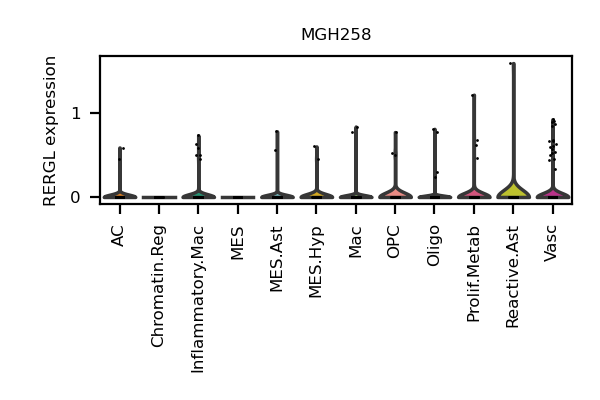 MGH258
RERGL expression
1
0
AC
Chromatin.Reg
Inflammatory.Mac
MES
MES.Ast
MES.Hyp
Mac
OPC
Oligo
Prolif.Metab
Reactive.Ast
Vasc